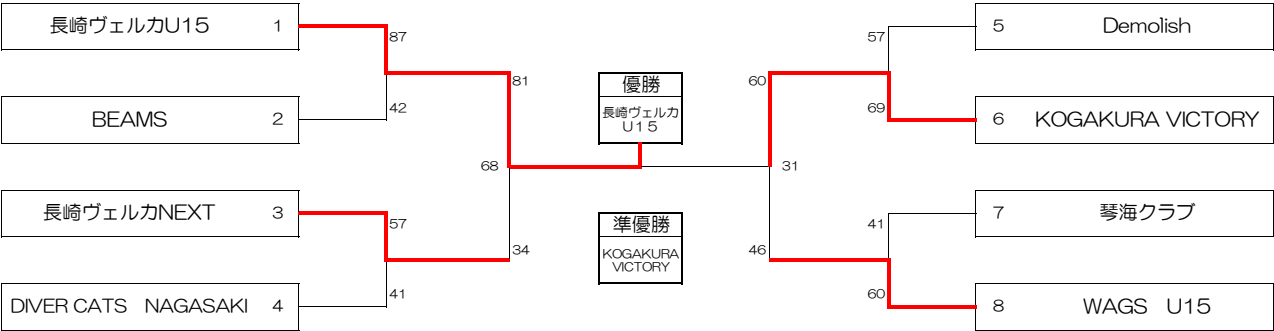 長崎ヴェルカU15 1
87
BEAMS 2
42
81
長崎ヴェルカNEXT 3
57
DIVER CATS NAGASAKI 4
41
34
68
優勝
長崎ヴェルカ
U15
準優勝
KOGAKURA
VICTORY
31
60
46
5 Demolish
57
6 KOGAKURA VICTORY
69
7 琴海クラブ
41
8 WAGS U15
60